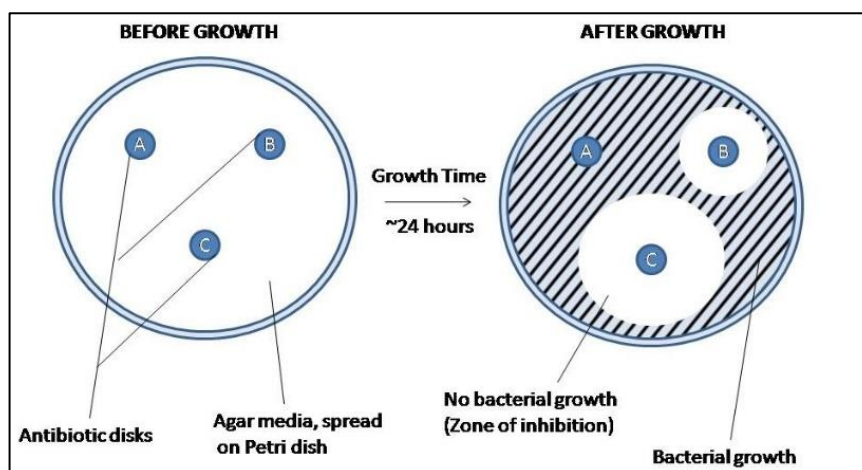 BEFORE GROWTH
A
B
C
Antibiotic disks
Agar media, spread
on Petri dish
Growth Time
~24 hours
AFTER GROWTH
A
B
C
No bacterial growth
(Zone of inhibition)
Bacterial growth